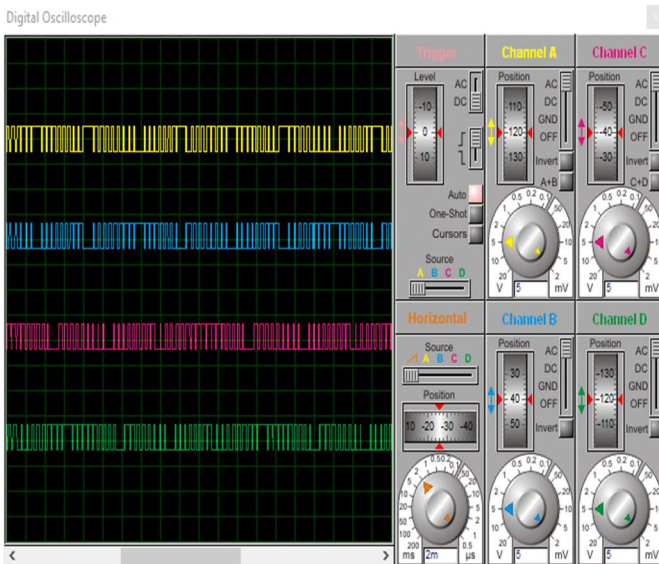 Digital Oscilloscope
Trigger
Level
AC
DC
-10
0
10
Auto
One-Shot
Cursors
Source
A B C D
Channel A
Position
AC
DC
GND
OFF
110
120
130
Invert
A+B
V
5
mV
Channel C
Position
AC
DC
GND
OFF
-50
-40
-30
Invert
C+D
V
5
mV
Horizontal
Source
A B C D
Position
10 -20 -30 -40
ms
2m
µs
Channel B
Position
AC
DC
GND
OFF
30
40
50
Invert
V
5
mV
Channel D
Position
AC
DC
GND
OFF
-130
-120
-110
Invert
V
5
mV